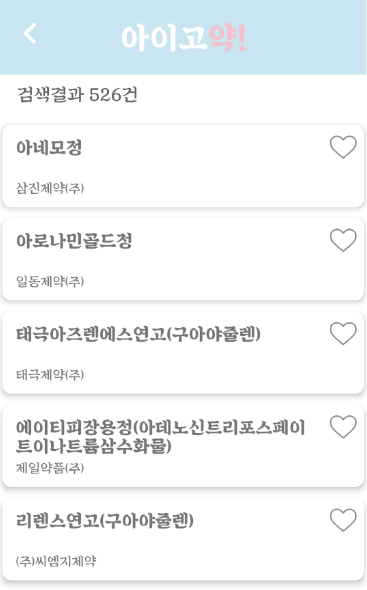 아이고약!
검색결과 526건
아네모정
삼진제약(주)
아로나민골드정
일동제약(주)
태극아즈렌에스연고(구아야줄렌)
태극제약(주)
에이티피장용정(아데노신트리포스페이
트이나트륨삼수화물)
제일약품(주)
리렌스연고(구아야줄렌)
(주)씨엠지제약